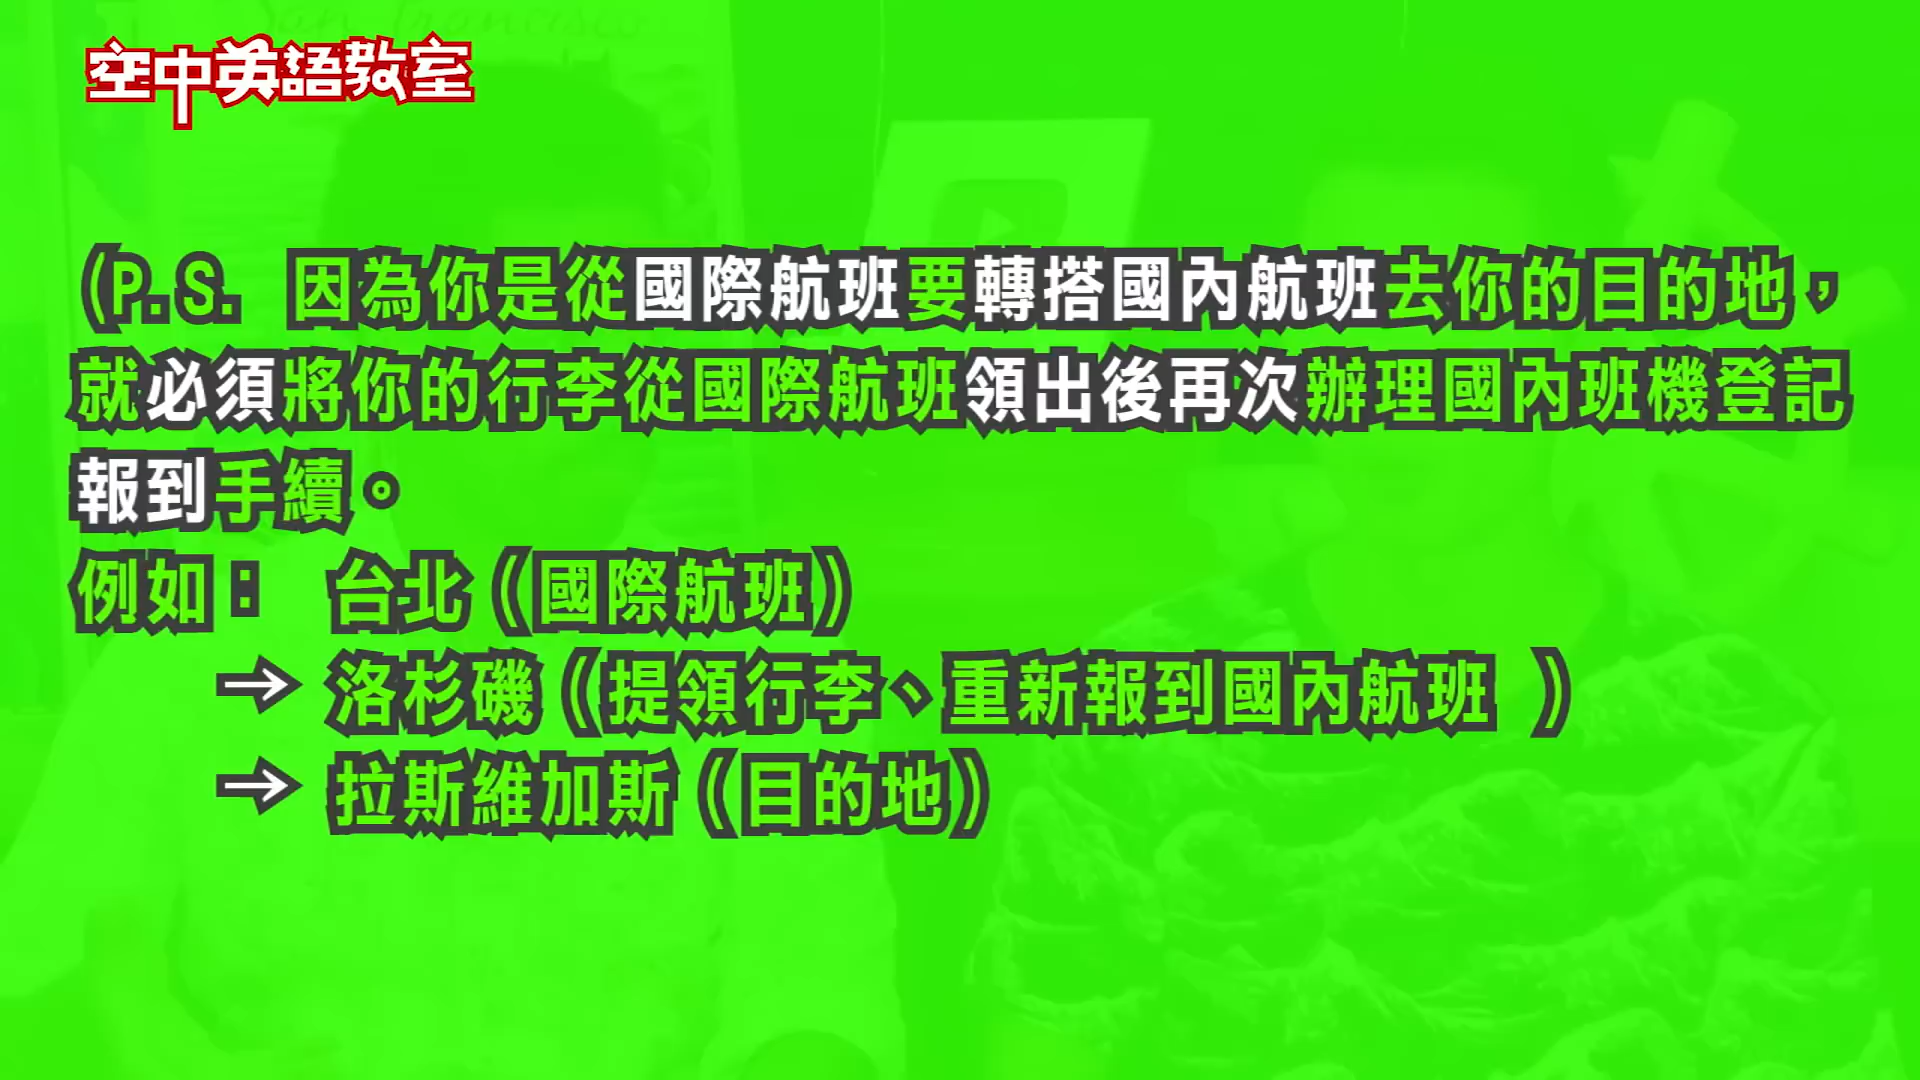 San Francisco
空中英語教室
(P.S. 因為你是從國際航班要轉搭國內航班去你的目的地，
就必須將你的行李從國際航班領出後再次辦理國內班機登記
報到手續。
例如： 台北《國際航班》
→ 洛杉磯《提領行李、重新報到國內航班 》
→ 拉斯維加斯《目的地》